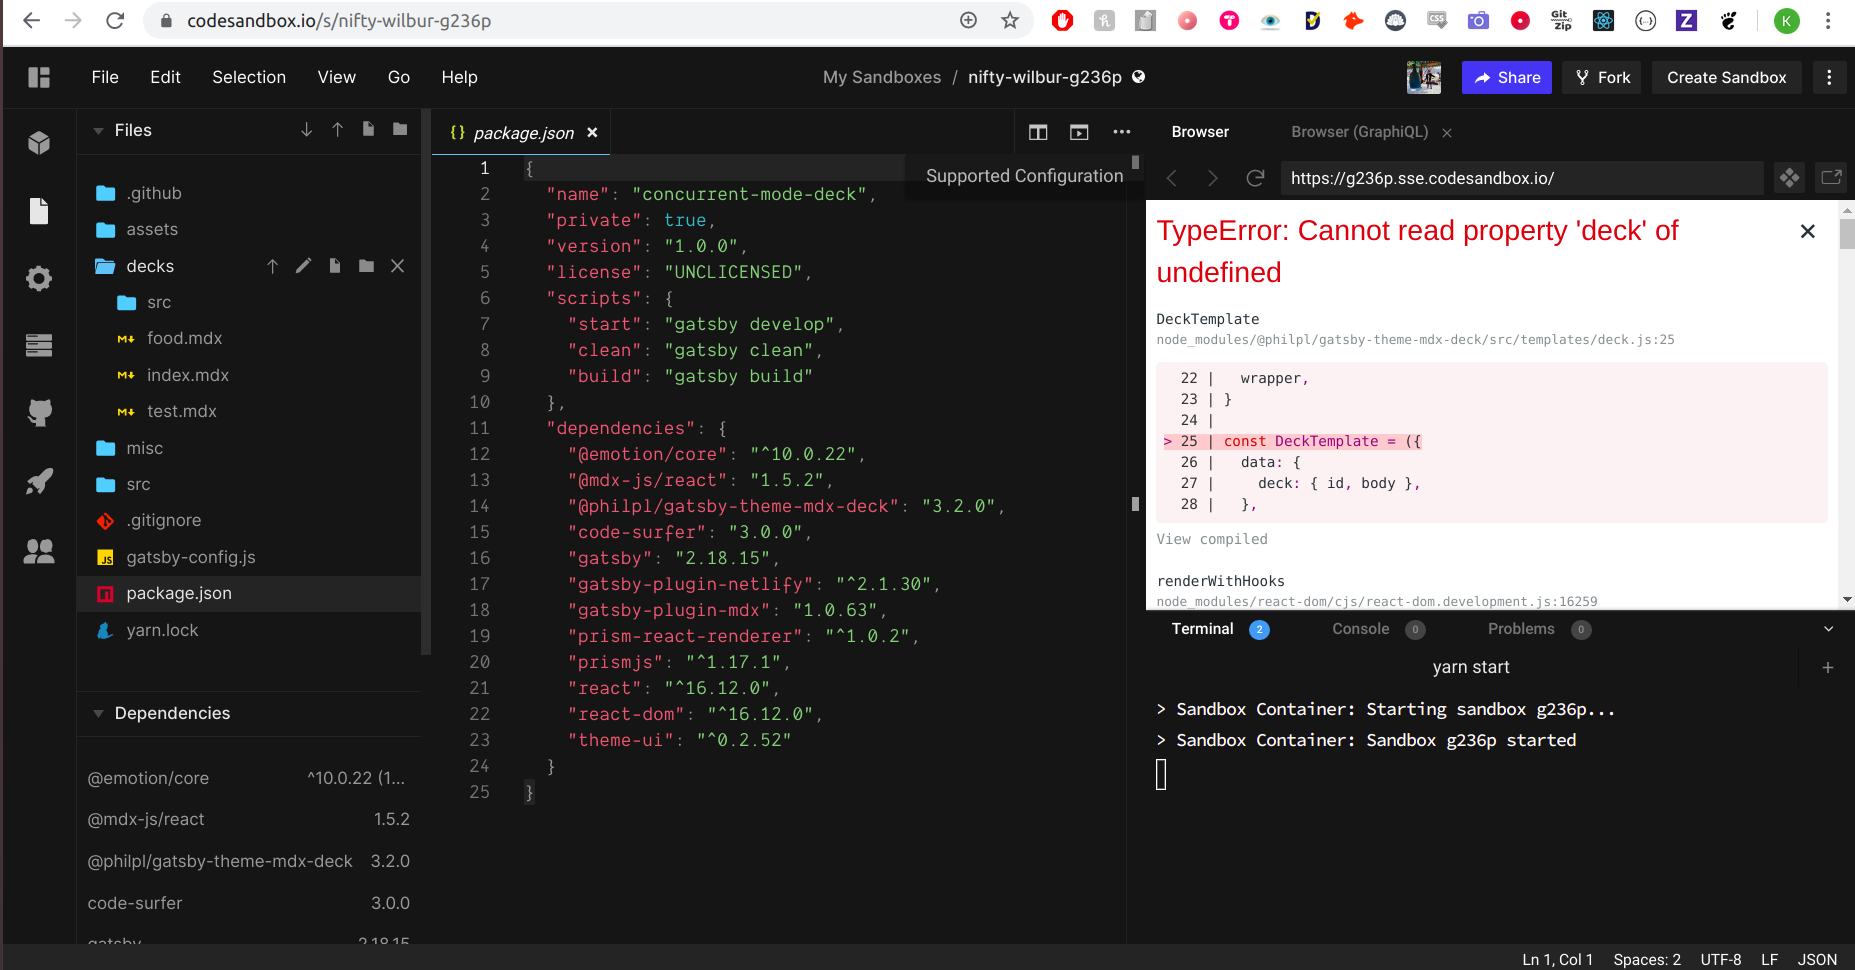 codesandbox.io/s/nifty-wilbur-g236p
Git
Zip
CSS
K
File Edit Selection View Go Help
My Sandboxes / nifty-wilbur-g236p
Share
Fork
Create Sandbox
Files
.github
assets
decks
src
food.mdx
index.mdx
test.mdx
misc
src
.gitignore
gatsby-config.js
package.json
yarn.lock
Dependencies
@emotion/core ^10.0.22 (1...
@mdx-js/react 1.5.2
@philpl/gatsby-theme-mdx-deck 3.2.0
code-surfer 3.0.0
gatsby 2.18.15
{} package.json
Supported Configuration
1 {
2 "name": "concurrent-mode-deck",
3 "private": true,
4 "version": "1.0.0",
5 "license": "UNCLICENSED",
6 "scripts": {
7 "start": "gatsby develop",
8 "clean": "gatsby clean",
9 "build": "gatsby build"
10 },
11 "dependencies": {
12 "@emotion/core": "^10.0.22",
13 "@mdx-js/react": "1.5.2",
14 "@philpl/gatsby-theme-mdx-deck": "3.2.0",
15 "code-surfer": "3.0.0",
16 "gatsby": "2.18.15",
17 "gatsby-plugin-netlify": "^2.1.30",
18 "gatsby-plugin-mdx": "1.0.63",
19 "prism-react-renderer": "^1.0.2",
20 "prismjs": "^1.17.1",
21 "react": "^16.12.0",
22 "react-dom": "^16.12.0",
23 "theme-ui": "^0.2.52"
24 }
25 }
Browser Browser (GraphiQL)
https://g236p.sse.codesandbox.io/
TypeError: Cannot read property 'deck' of
undefined
DeckTemplate
node_modules/@philpl/gatsby-theme-mdx-deck/src/templates/deck.js:25
22 | wrapper,
23 | }
24 |
> 25 | const DeckTemplate = ({
26 | data: {
27 | deck: { id, body },
28 | },
View compiled
renderWithHooks
node_modules/react-dom/cjs/react-dom.development.js:16259
Terminal 2 Console 0 Problems 0
yarn start
> Sandbox Container: Starting sandbox g236p...
> Sandbox Container: Sandbox g236p started
Ln 1, Col 1 Spaces: 2 UTF-8 LF JSON